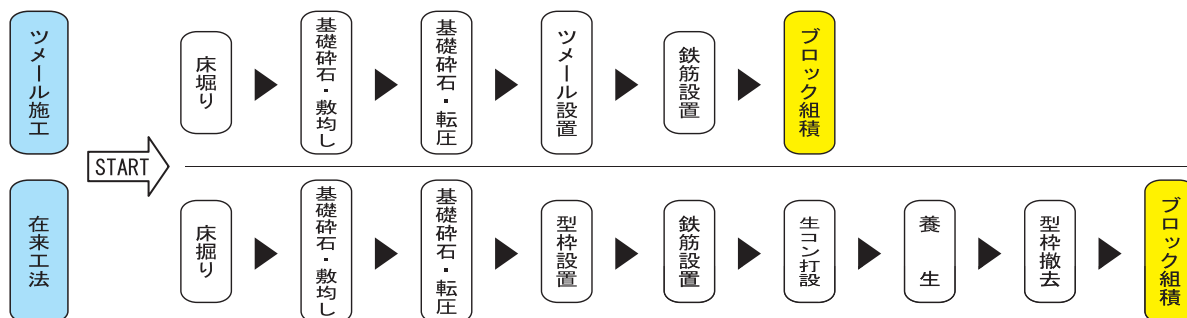 ツメール施工
床堀り
基礎砕石・敷均し
基礎砕石・転圧
ツメール設置
鉄筋設置
ブロック組積
START
在来工法
床掘り
基礎砕石・敷均し
基礎砕石・転圧
型枠設置
鉄筋設置
生コン打設
養生
型枠撤去
ブロック組積